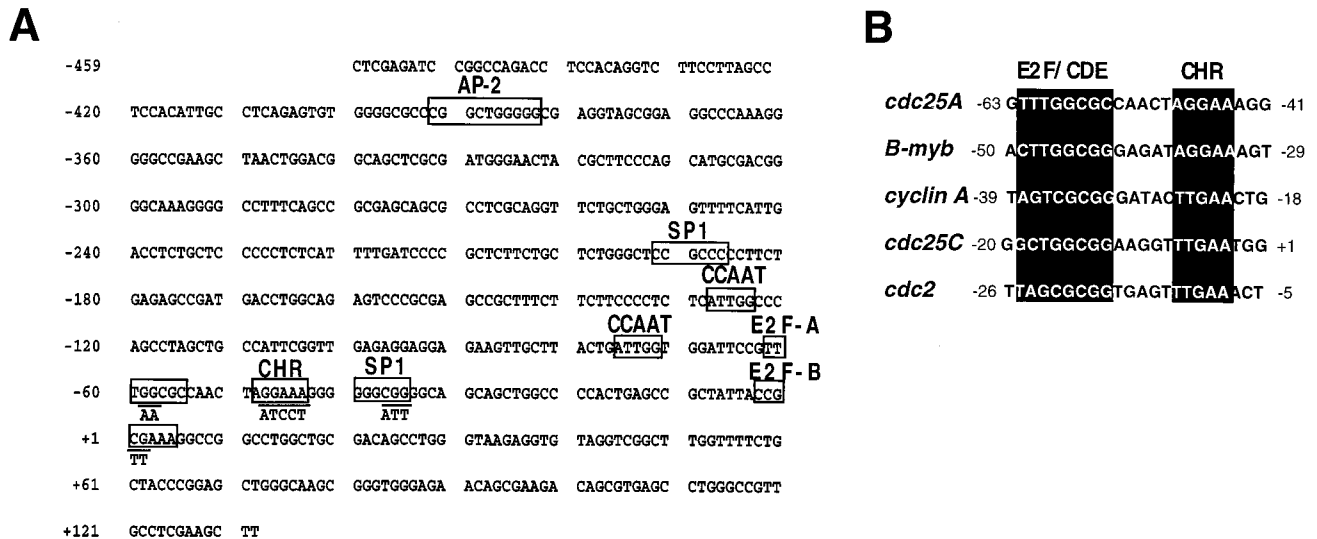 A
-459 CTCGAGATC CGGCCAGACC TCCACAGGTC TTCCTTAGCC
AP-2
-420 TCCACATTGC CTCAGAGTGT GGGGCGCCCG GCTGGGGGCG AGGTAGCGGA GGCCCAAAGG
-360 GGGCCGAAGC TAACTGGACG GCAGCTCGCG ATGGGAACTA CGCTTCCCAG CATGCGACGG
-300 GGCAAAGGGG CCTTTCAGCC GCGAGCAGCG CCTCGCAGGT TCTGCTGGGA GTTTTCATTG
SP1
-240 ACCTCTGCTC CCCCTCTCAT TTTGATCCCC GCTCTTCTGC TCTGGGCTCC GCCCCCTTCT
CCAAT
-180 GAGAGCCGAT GACCTGGCAG AGTCCCGCGA GCCGCTTTCT TCTTCCCCTC TCATTGGCCC
CCAAT E2F-A
-120 AGCCTAGCTG CCATTCGGTT GAGAGGAGGA GAAGTTGCTT ACTGATTGGT GGATTCCGTT
CHR SP1 E2F-B
-60 TGGCGCCAAC TAGGAAAGGG GGGCGGGGCA GCAGCTGGCC CCACTGAGCC GCTATTACCG
AA ATCCT ATT
+1 CGAAAGGCCG GCCTGGCTGC GACAGCCTGG GTAAGAGGTG TAGGTCGGCT TGGTTTTCTG
TT
+61 CTACCCGGAG CTGGGCAAGC GGGTGGGAGA ACAGCGAAGA CAGCGTGAGC CTGGGCCGTT
+121 GCCTCGAAGC TT
B
E2F/CDE CHR
cdc25A -63 GTTTGGCGCCAACTAGGAAAGG -41
B-myb -50 ACTTGGCGGGAGATAGGAAAGT -29
cyclin A -39 TAGTCGCGGGATACTTGAACTG -18
cdc25C -20 GGCTGGCGGAAGGTTTGAATGG +1
cdc2 -26 TTAGCGCGGTGAGTTTGAAACT -5